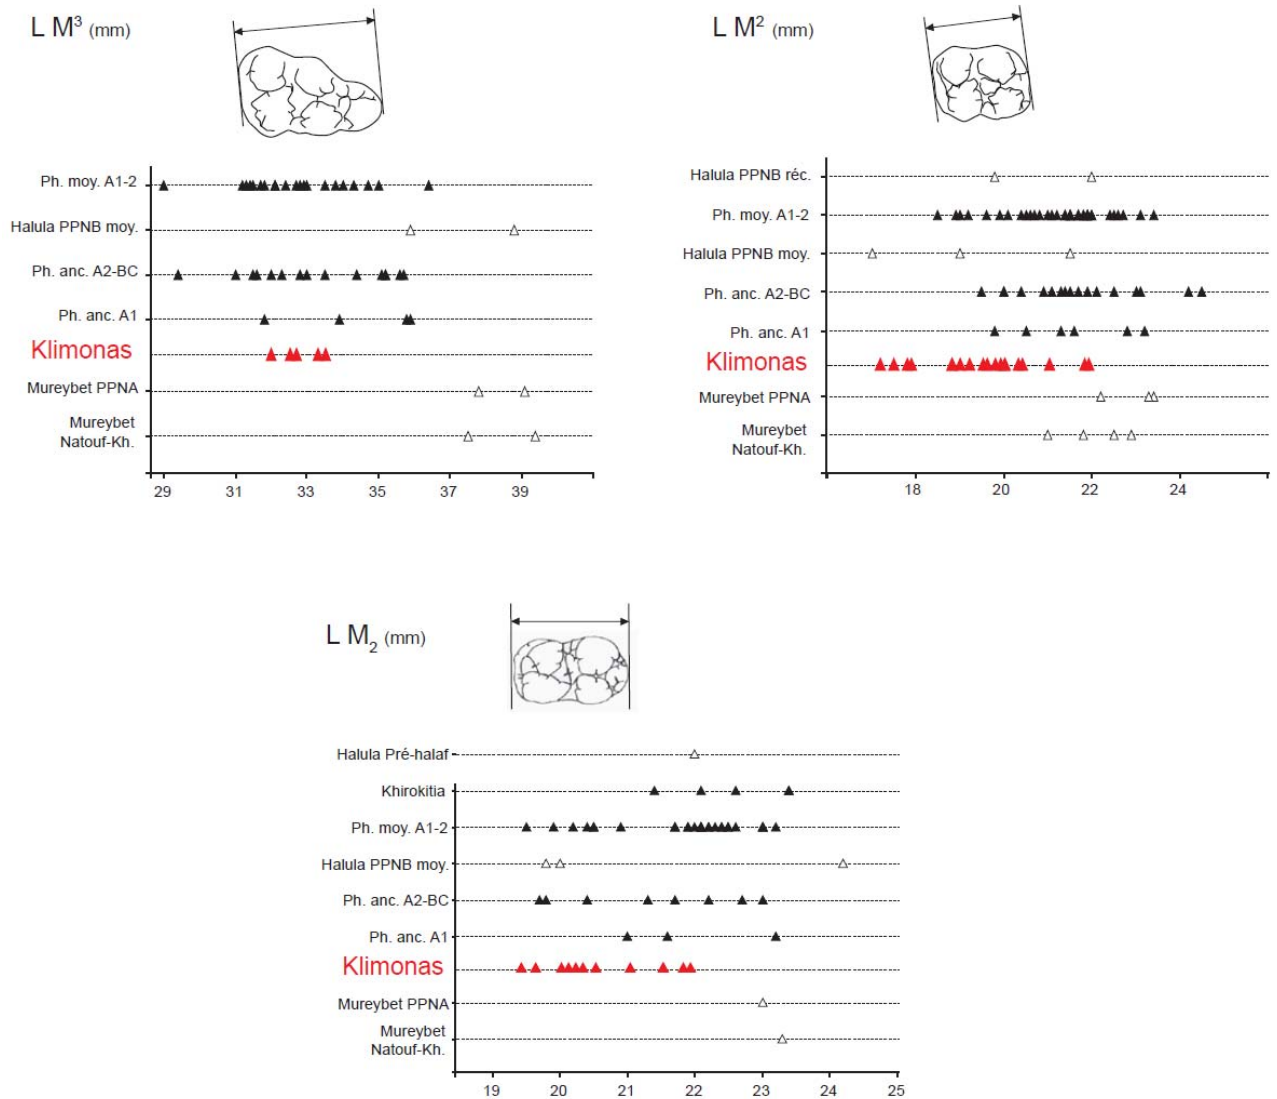 L M³ (mm)
Ph. moy. A1-2
Halula PPNB moy.
Ph. anc. A2-BC
Ph. anc. A1
Klimonas
Mureybet PPNA
Mureybet
Natouf-Kh.
29 31 33 35 37 39
L M² (mm)
Halula PPNB réc.
Ph. moy. A1-2
Halula PPNB moy.
Ph. anc. A2-BC
Ph. anc. A1
Klimonas
Mureybet PPNA
Mureybet
Natouf-Kh.
18 20 22 24
L M₂ (mm)
Halula Pré-halaf
Khirokitia
Ph. moy. A1-2
Halula PPNB moy.
Ph. anc. A2-BC
Ph. anc. A1
Klimonas
Mureybet PPNA
Mureybet
Natouf-Kh.
19 20 21 22 23 24 25